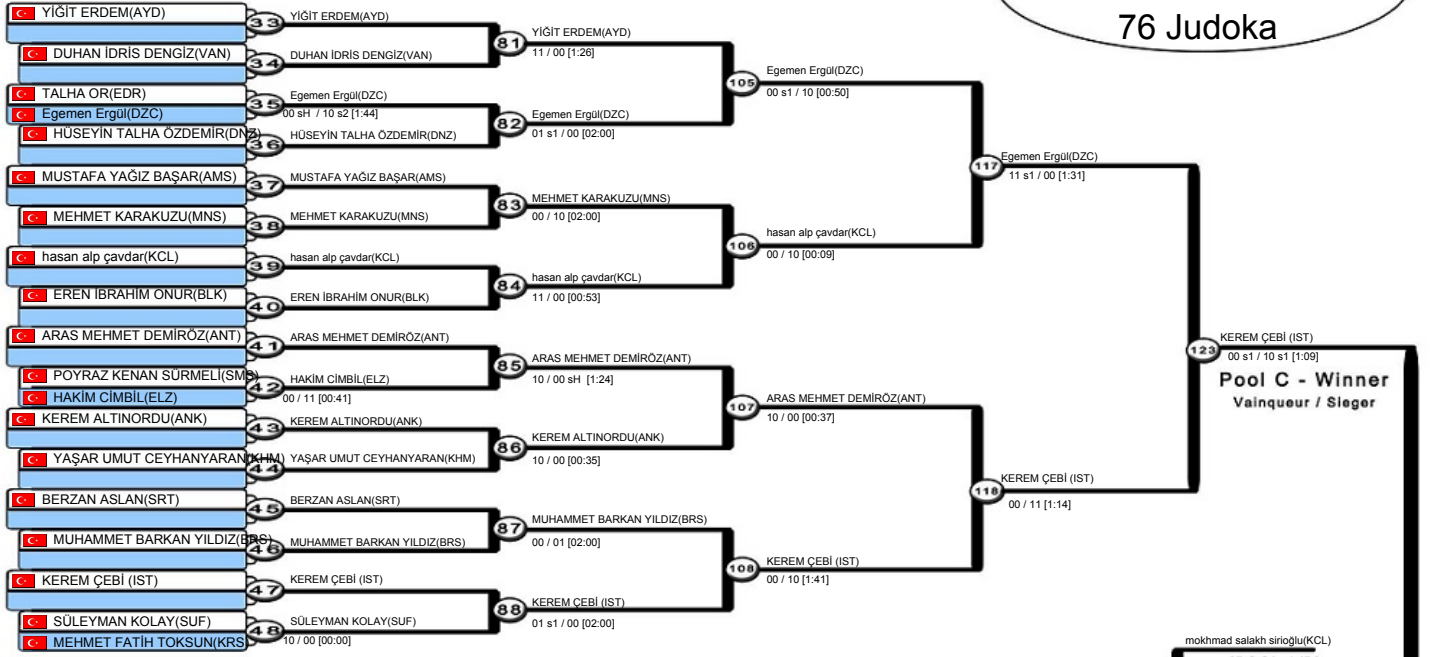 76 Judoka
YİĞİT ERDEM(AYD)
DUHAN İDRİS DENGİZ(VAN)
TALHA OR(EDR)
Egemen Ergül(DZC)
HÜSEYİN TALHA ÖZDEMİR(DNZ)
MUSTAFA YAĞIZ BAŞAR(AMS)
MEHMET KARAKUZU(MNS)
hasan alp çavdar(KCL)
EREN İBRAHİM ONUR(BLK)
ARAS MEHMET DEMİRÖZ(ANT)
POYRAZ KENAN SÜRMELİ(SMS)
HAKİM CİMBİL(ELZ)
KEREM ALTINORDU(ANK)
YAŞAR UMUT CEYHANYARAN(KHM)
BERZAN ASLAN(SRT)
MUHAMMET BARKAN YILDIZ(BRS)
KEREM ÇEBİ (IST)
SÜLEYMAN KOLAY(SUF)
MEHMET FATİH TOKSUN(KRS)
33 YİĞİT ERDEM(AYD)
34 DUHAN İDRİS DENGİZ(VAN)
35 Egemen Ergül(DZC)
00 sH / 10 s2 [1:44]
36 HÜSEYİN TALHA ÖZDEMİR(DNZ)
37 MUSTAFA YAĞIZ BAŞAR(AMS)
38 MEHMET KARAKUZU(MNS)
39 hasan alp çavdar(KCL)
40 EREN İBRAHİM ONUR(BLK)
41 ARAS MEHMET DEMİRÖZ(ANT)
42 HAKİM CİMBİL(ELZ)
00 / 11 [00:41]
43 KEREM ALTINORDU(ANK)
44 YAŞAR UMUT CEYHANYARAN(KHM)
45 BERZAN ASLAN(SRT)
46 MUHAMMET BARKAN YILDIZ(BRS)
47 KEREM ÇEBİ (IST)
48 SÜLEYMAN KOLAY(SUF)
10 / 00 [00:00]
81 YİĞİT ERDEM(AYD)
11 / 00 [1:26]
82 Egemen Ergül(DZC)
01 s1 / 00 [02:00]
83 MEHMET KARAKUZU(MNS)
00 / 10 [02:00]
84 hasan alp çavdar(KCL)
11 / 00 [00:53]
85 ARAS MEHMET DEMİRÖZ(ANT)
10 / 00 sH [1:24]
86 KEREM ALTINORDU(ANK)
10 / 00 [00:35]
87 MUHAMMET BARKAN YILDIZ(BRS)
00 / 01 [02:00]
88 KEREM ÇEBİ (IST)
01 s1 / 00 [02:00]
105 Egemen Ergül(DZC)
00 s1 / 10 [00:50]
106 hasan alp çavdar(KCL)
00 / 10 [00:09]
107 ARAS MEHMET DEMİRÖZ(ANT)
10 / 00 [00:37]
108 KEREM ÇEBİ (IST)
00 / 10 [1:41]
117 Egemen Ergül(DZC)
11 s1 / 00 [1:31]
118 KEREM ÇEBİ (IST)
00 / 11 [1:14]
123 KEREM ÇEBİ (IST)
00 s1 / 10 s1 [1:09]
Pool C - Winner
Vainqueur / Sieger
mokhmad salakh sirioğlu(KCL)